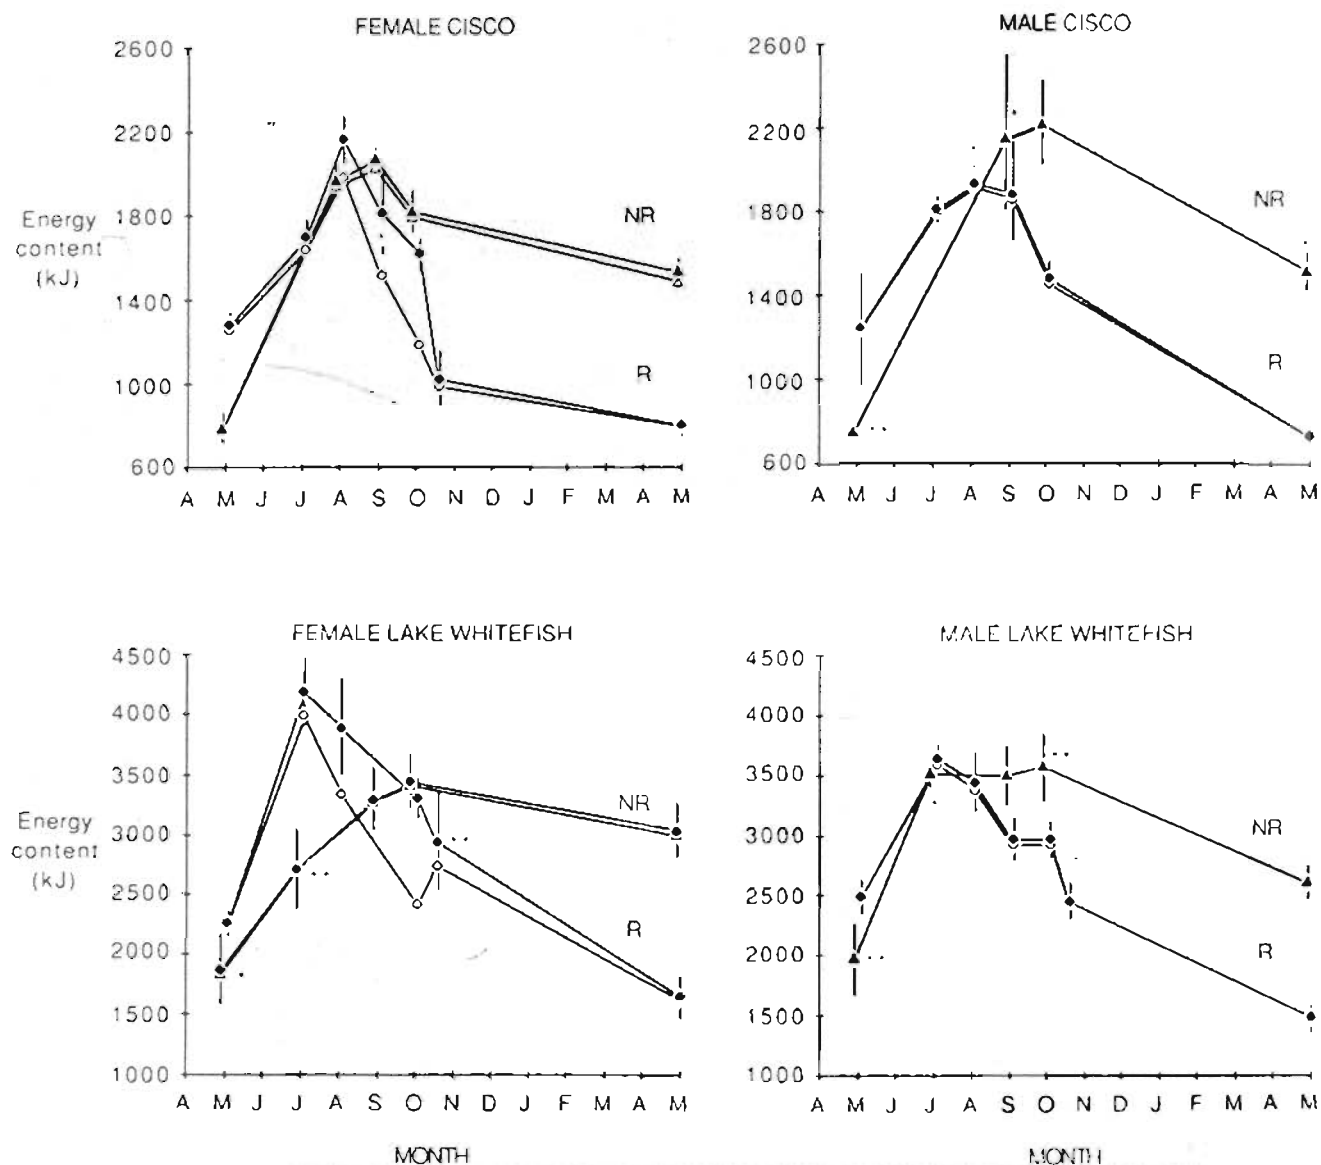 FEMALE CISCO
2600
2200
1800
1400
1000
600
Energy
content
(kJ)
NR
R
A M J J A S O N D J F M A M
MALE CISCO
2600
2200
1800
1400
1000
600
NR
R
A M J A S O N D J F M A M
FEMALE LAKE WHITEFISH
4500
4000
3500
3000
2500
2000
1500
1000
Energy
content
(kJ)
NR
R
A M J J A S O N D J F M A M
MONTH
MALE LAKE WHITEFISH
4500
4000
3500
3000
2500
2000
1500
1000
NR
R
A M J J A S O N D J F M A M
MONTH